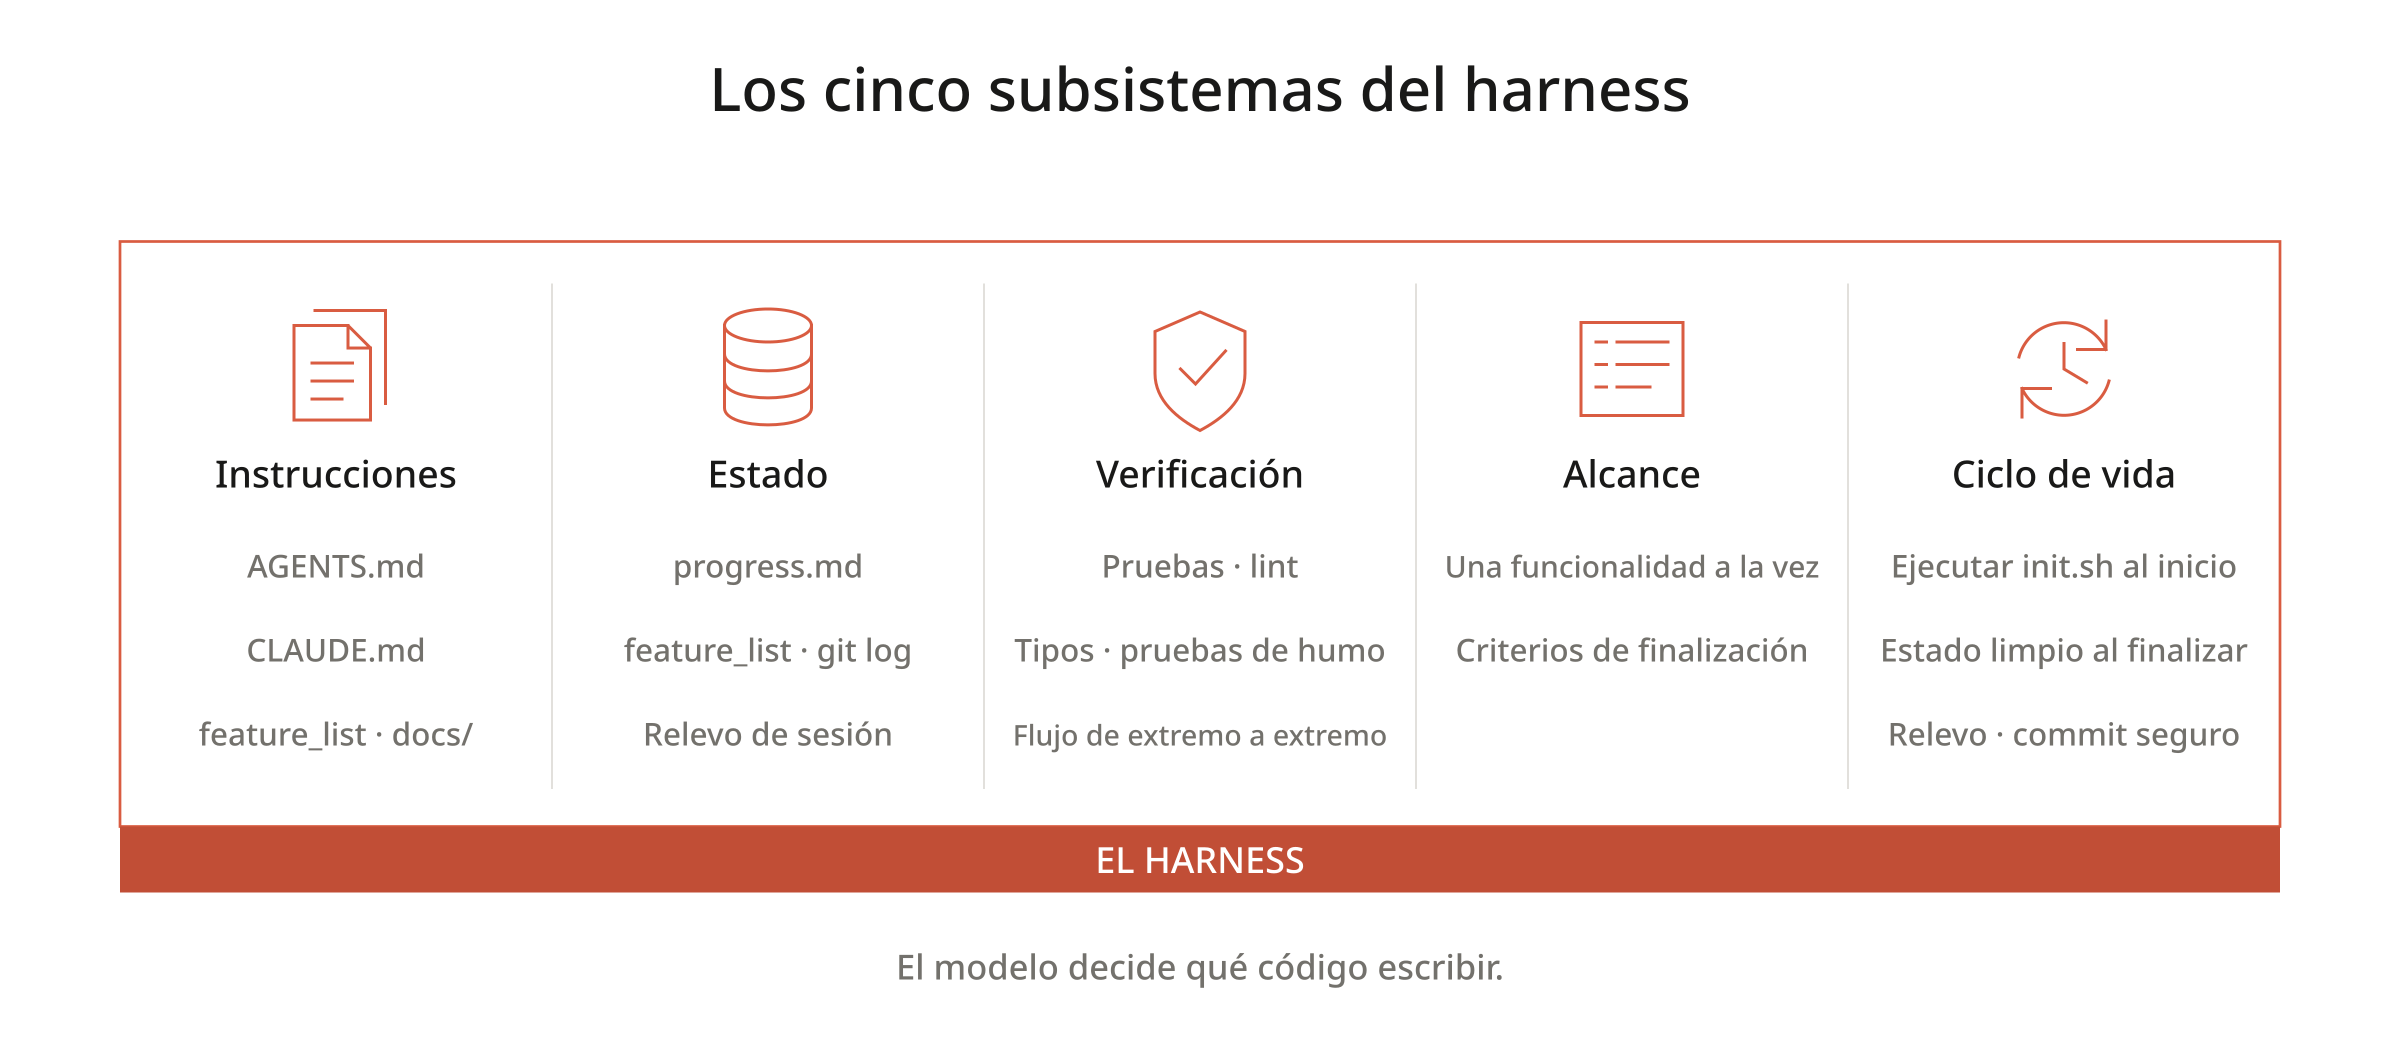 Los cinco subsistemas del harness
Instrucciones
AGENTS.md
CLAUDE.md
feature_list · docs/
Estado
progress.md
feature_list · git log
Relevo de sesión
Verificación
Pruebas · lint
Tipos · pruebas de humo
Flujo de extremo a extremo
Alcance
Una funcionalidad a la vez
Criterios de finalización
Ciclo de vida
Ejecutar init.sh al inicio
Estado limpio al finalizar
Relevo · commit seguro
EL HARNESS
El modelo decide qué código escribir.